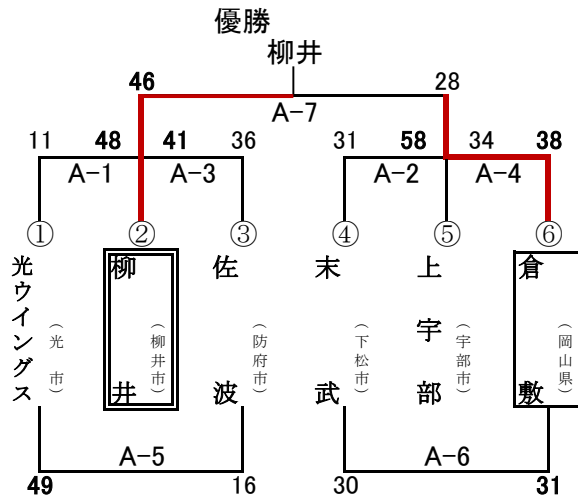 優勝
柳井
46 28
A-7
11 48 41 36 31 58 34 38
A-1 A-3 A-2 A-4
① ② ③ ④ ⑤ ⑥
光ウイングス
(光 市)
柳井
(柳井市)
佐波
(防府市)
末武
(下松市)
上宇部
(宇部市)
倉敷
(岡山県)
A-5 A-6
49 16 30 31